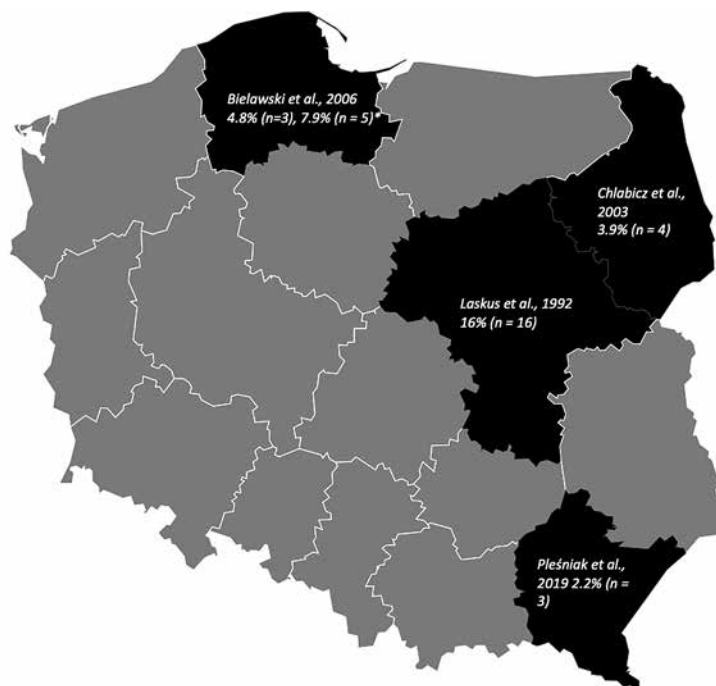 Bielawski et al., 2006
4.8% (n=3), 7.9% (n = 5)*
Chlabicz et al.,
2003
3.9% (n = 4)
Laskus et al., 1992
16% (n = 16)
Pleśniak et al.,
2019 2.2% (n =
3)